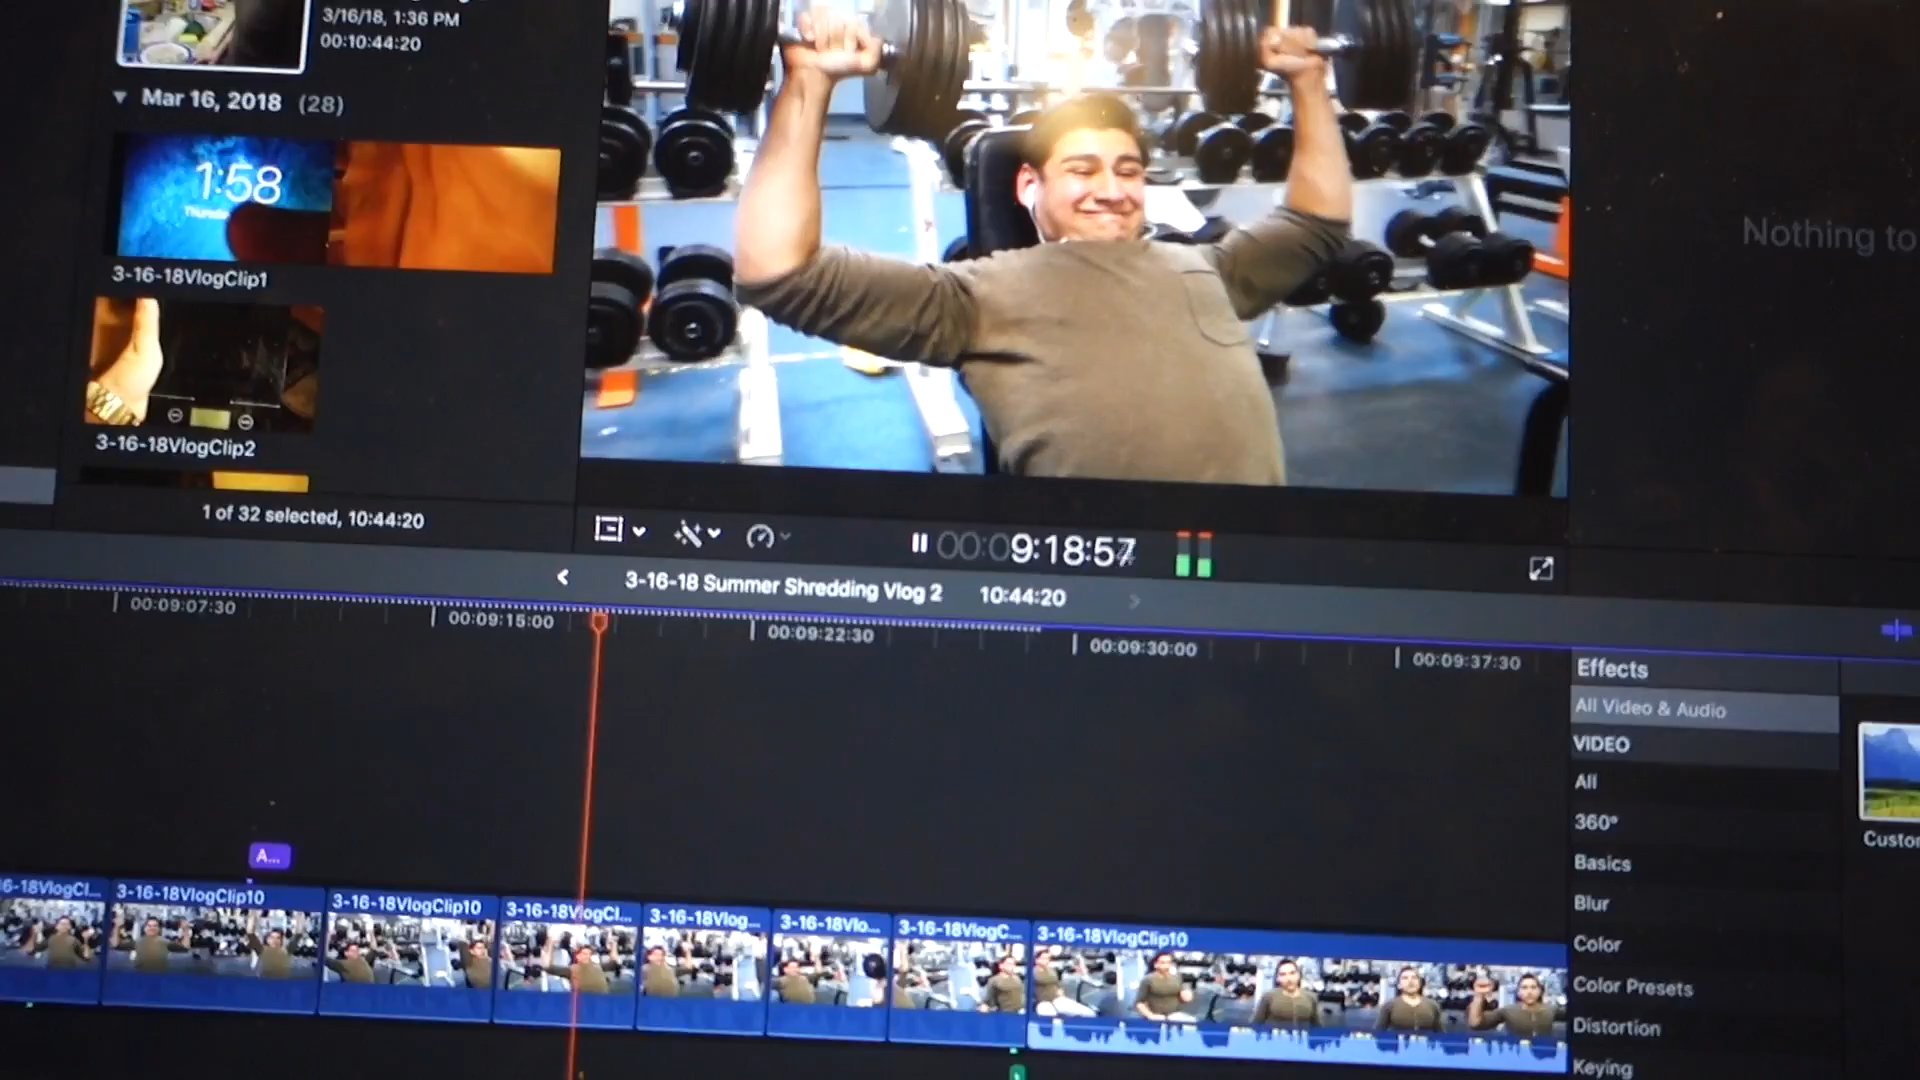 3/16/18, 1:36 PM
00:10:44:20
Mar 16, 2018 (28)
1:58
3-16-18VlogClip1
3-16-18VlogClip2
1 of 32 selected, 10:44:20
Nothing to
00:09:18:57
3-16-18 Summer Shredding Vlog 2 10:44:20
00:09:07:30
00:09:15:00
00:09:22:30
00:09:30:00
00:09:37:30
Effects
All Video & Audio
VIDEO
All
360°
Basics
Blur
Color
Color Presets
Distortion
Keying
Custom
A...
6-18VlogCl...
3-16-18VlogClip10
3-16-18VlogClip10
3-16-18VlogCl...
3-16-18Vlog...
3-16-18Vlo...
3-16-18VlogC...
3-16-18VlogClip10